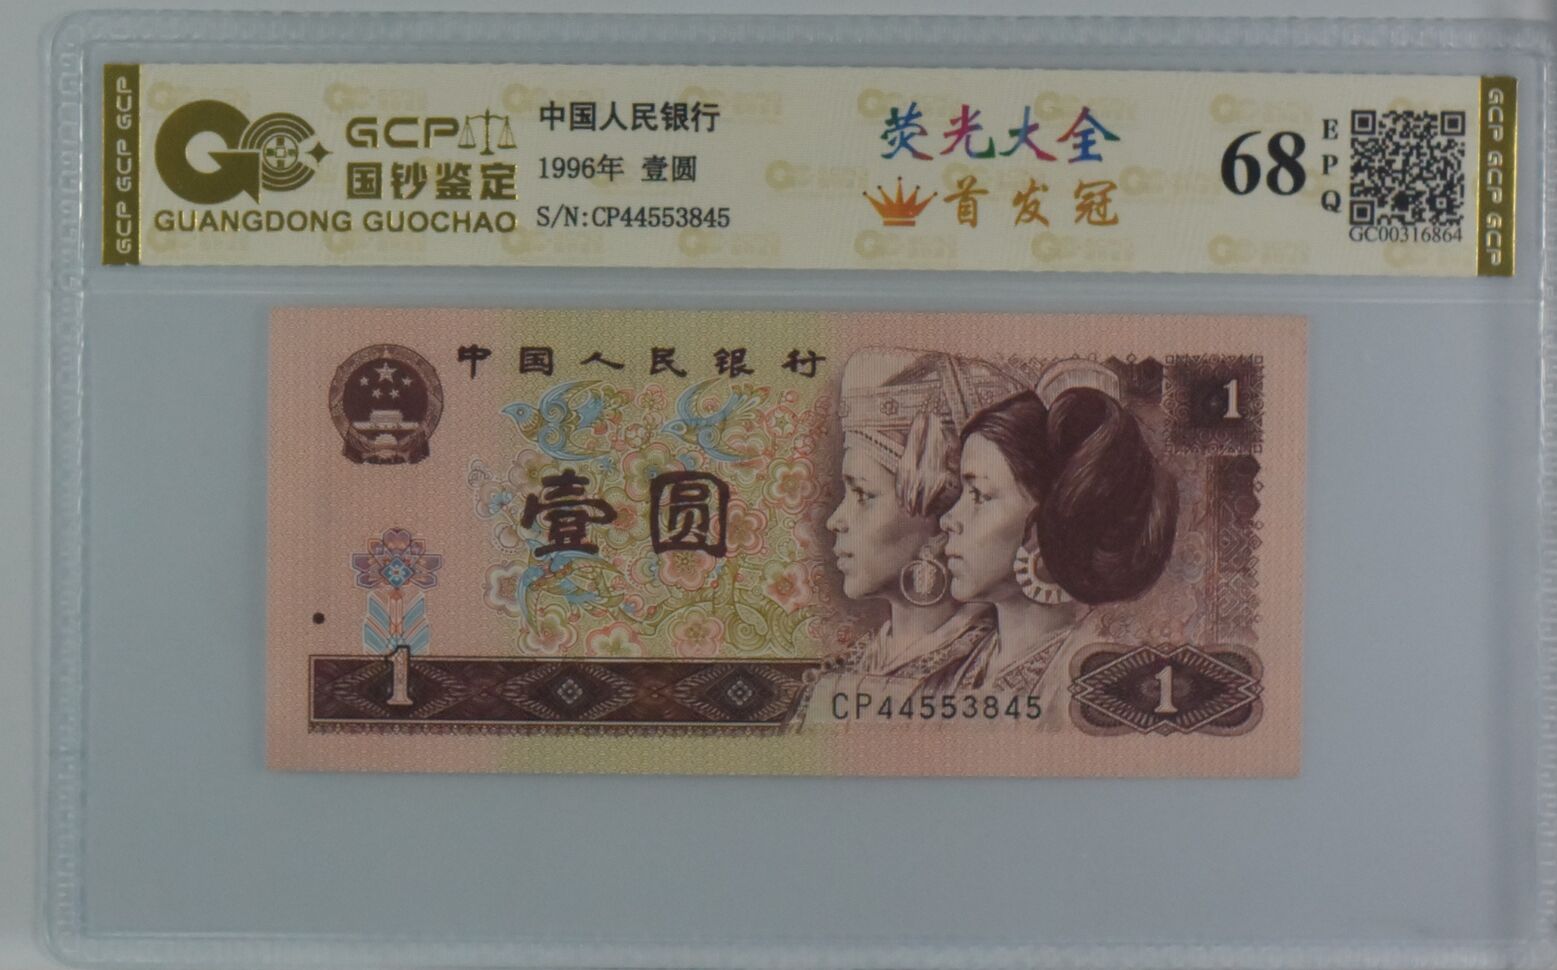 GCP GCP GCP
GCP
国钞鉴定
GUANGDONG GUOCHAO
中国人民银行
1996年 壹圆
S/N:CP44553845
荧光大全
首发冠
68
EPQ
GC00316864
GCP GCP GCP
中国人民银行
1
壹圆
1
CP44553845
1